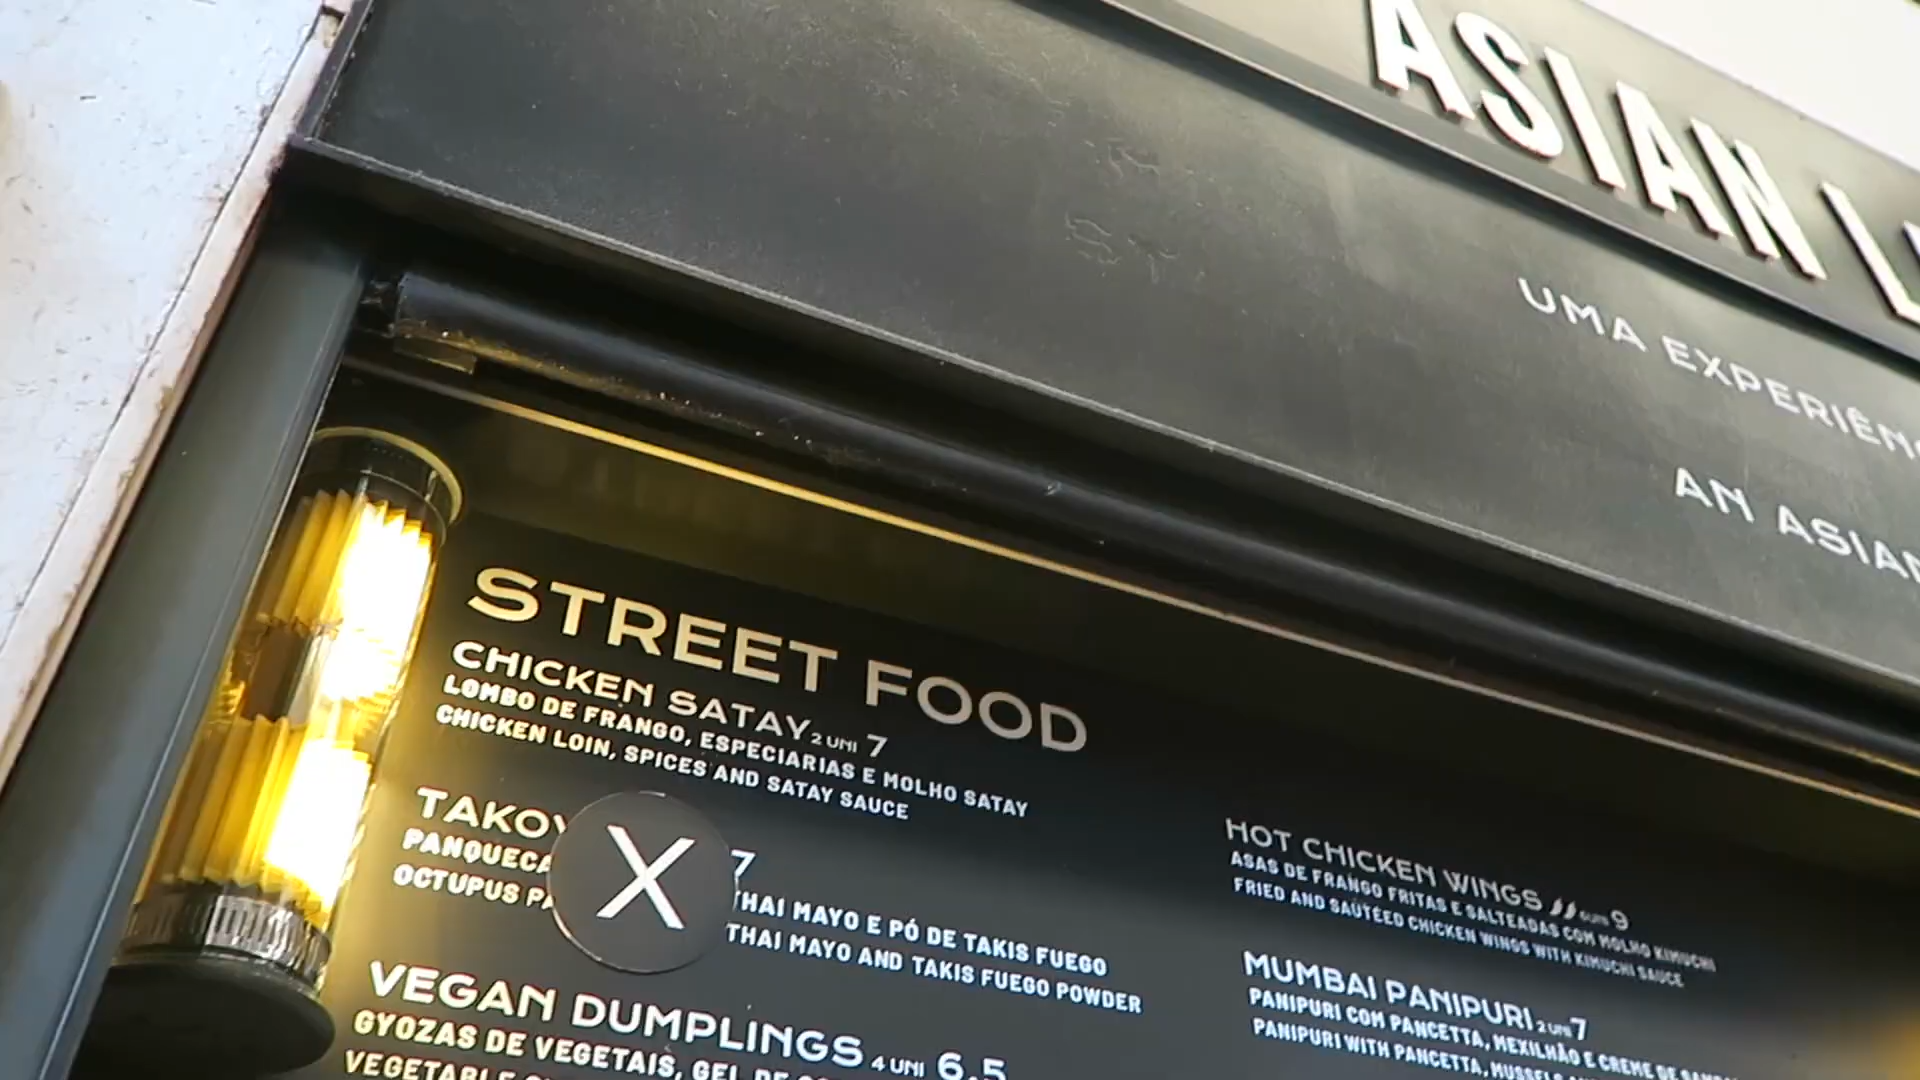 ASIAN
UMA
AN
STREET FOOD
CHICKEN SATAY 2 UNI 7
LOMBO DE FRANGO, ESPECIARIAS E MOLHO SATAY
CHICKEN LOIN, SPICES AND SATAY SAUCE
X
7
PANQUECA
THAI MAYO E PÓ DE TAKIS FUEGO
OCTUPUS
THAI MAYO AND TAKIS FUEGO POWDER
VEGAN DUMPLINGS 4 UNI 6.5
GYOZAS DE VEGETAIS, GEL DE
HOT CHICKEN WINGS 6 UNI 9
ASAS DE FRANGO FRITAS E SALTEADAS COM MOLHO KIMUCHI
FRIED AND SAUTÉED CHICKEN WINGS WITH KIMUCHI SAUCE
MUMBAI PANIPURI 2 UNI 7
PANIPURI COM PANCETTA, MEXILHÃO E CREME DE
PANIPURI WITH PANCETTA, MUSSELS